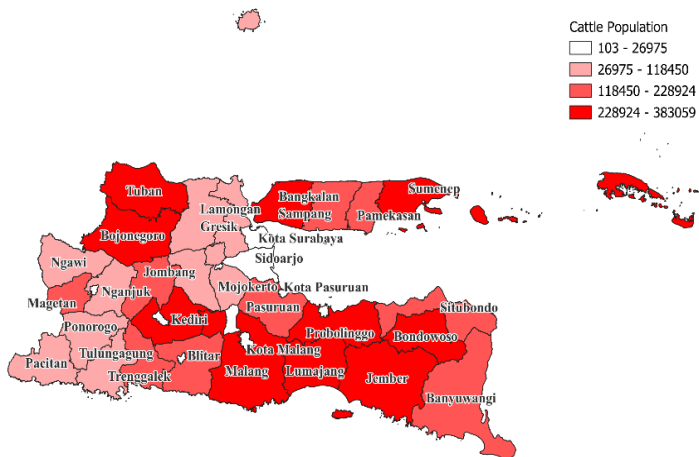 Cattle Population
103 - 26975
26975 - 118450
118450 - 228924
228924 - 383059
Tuban
Bangkalan
Sumenep
Lamongan
Sampang
Pamekasan
Gresik
Bojonegoro
Kota Surabaya
Ngawi
Sidoarjo
Jombang
Nganjuk
Mojokerto
Kota Pasuruan
Magetan
Pasuruan
Situbondo
Kediri
Ponorogo
Probolinggo
Bondowoso
Kota Malang
Tulungagung
Blitar
Pacitan
Malang
Lumajang
Trenggalek
Jember
Banyuwangi